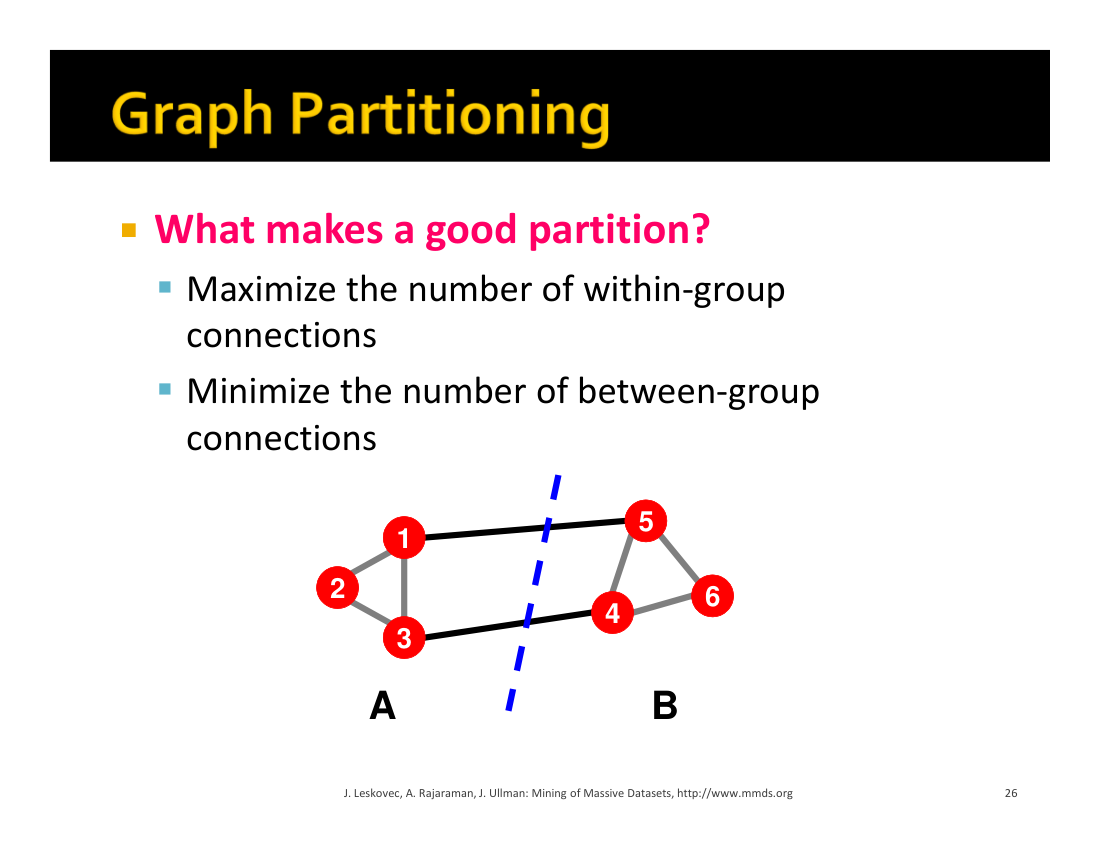 Graph Partitioning
What makes a good partition?
Maximize the number of within-group
connections
Minimize the number of between-group
connections
1
5
2
6
4
3
A
B
J. Leskovec, A. Rajaraman, J. Ullman: Mining of Massive Datasets, http://www.mmds.org
26